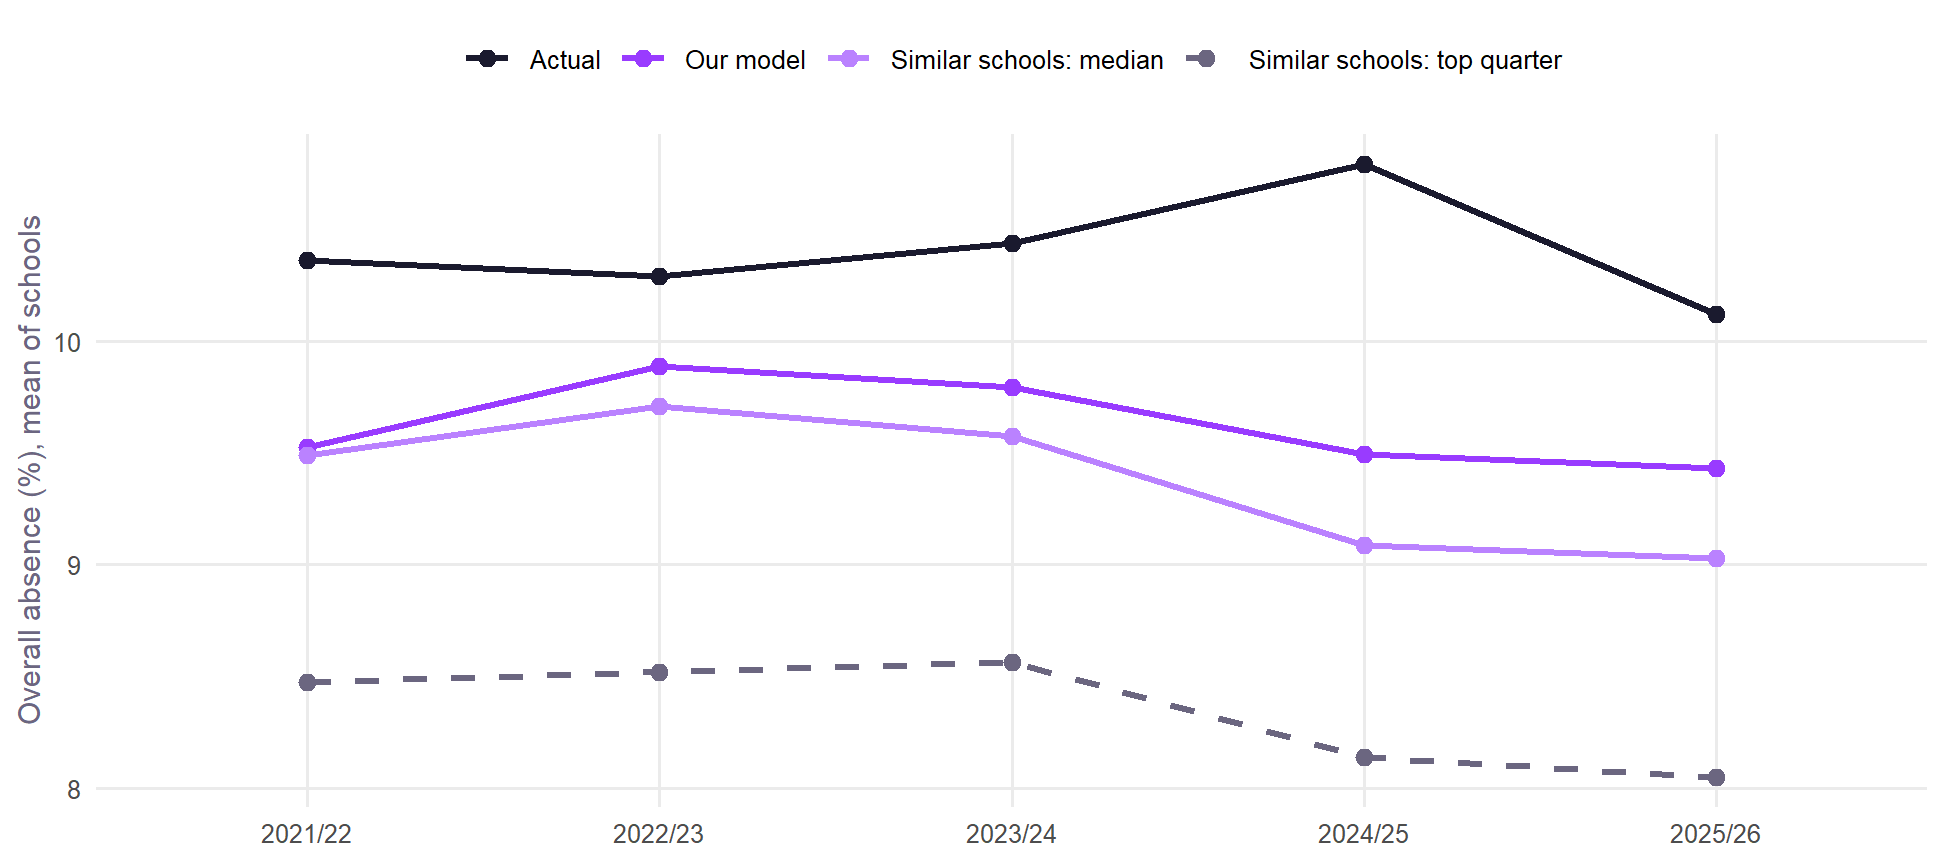 Actual Our model Similar schools: median Similar schools: top quarter
Overall absence (%), mean of schools
10
9
8
2021/22 2022/23 2023/24 2024/25 2025/26